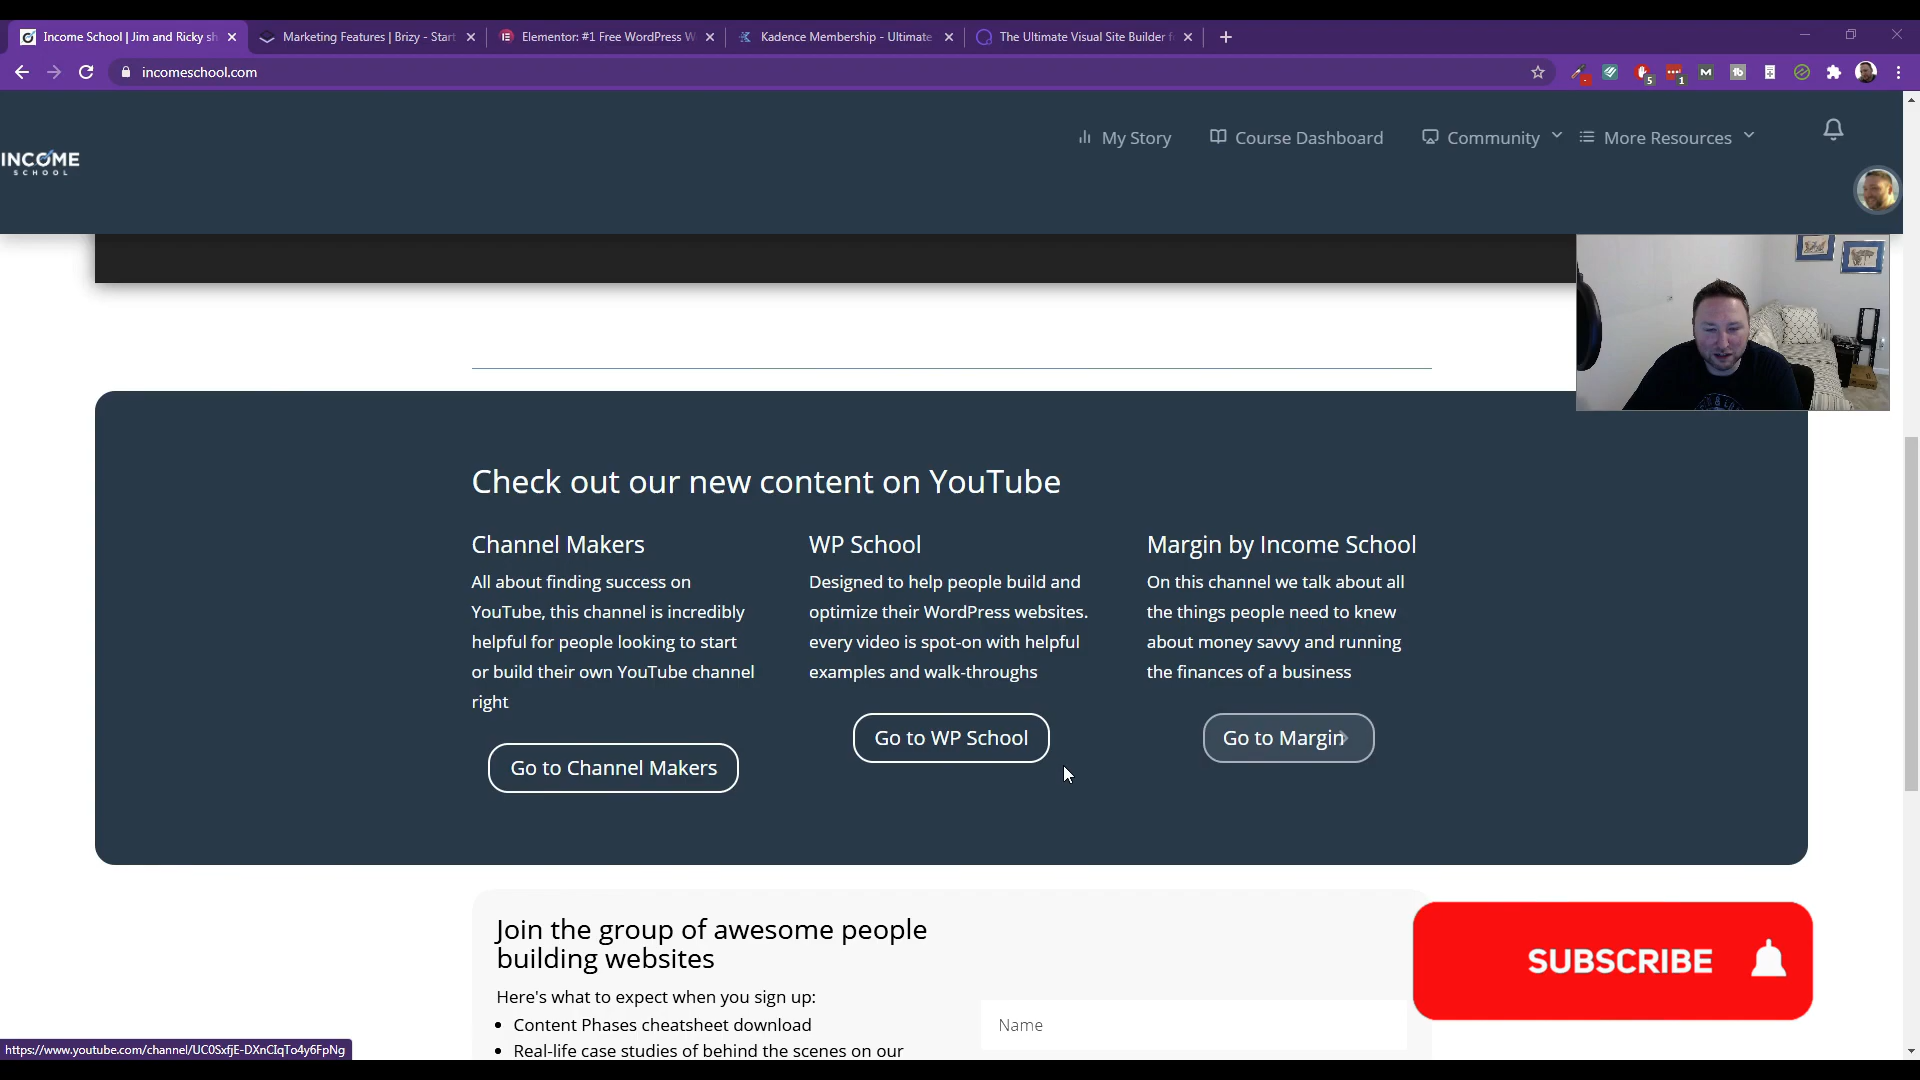 Income School | Jim and Ricky sh
Marketing Features | Brizy - Start
Elementor: #1 Free WordPress W
Kadence Membership - Ultimate
The Ultimate Visual Site Builder f
incomeschool.com
5
1
My Story
Course Dashboard
Community
More Resources
INCOME
SCHOOL
Check out our new content on YouTube
Channel Makers
All about finding success on
YouTube, this channel is incredibly
helpful for people looking to start
or build their own YouTube channel
right
Go to Channel Makers
WP School
Designed to help people build and
optimize their WordPress websites.
every video is spot-on with helpful
examples and walk-throughs
Go to WP School
Margin by Income School
On this channel we talk about all
the things people need to knew
about money savvy and running
the finances of a business
Go to Margin
Join the group of awesome people
building websites
Here's what to expect when you sign up:
• Content Phases cheatsheet download
• Real-life case studies of behind the scenes on our
Name
SUBSCRIBE
https://www.youtube.com/channel/UC0SxfjE-DXnCIqTo4y6FpNg